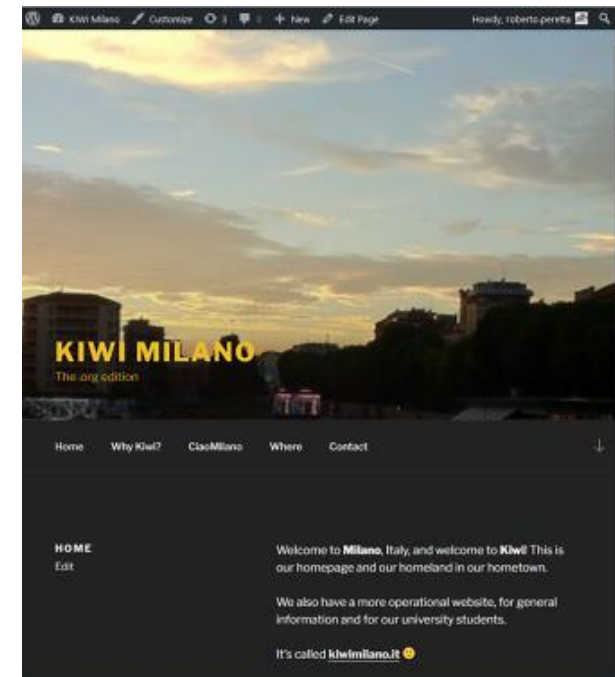 Kiwi Milano Customize 3 0 New Edit Page Howdy, roberto.peretta
KIWI MILANO
The .org edition
Home Why Kiwi? CiaoMilano Where Contact
HOME
Edit
Welcome to Milano, Italy, and welcome to Kiwi! This is
our homepage and our homeland in our hometown.
We also have a more operational website, for general
information and for our university students.
It's called kiwimilano.it 🙂